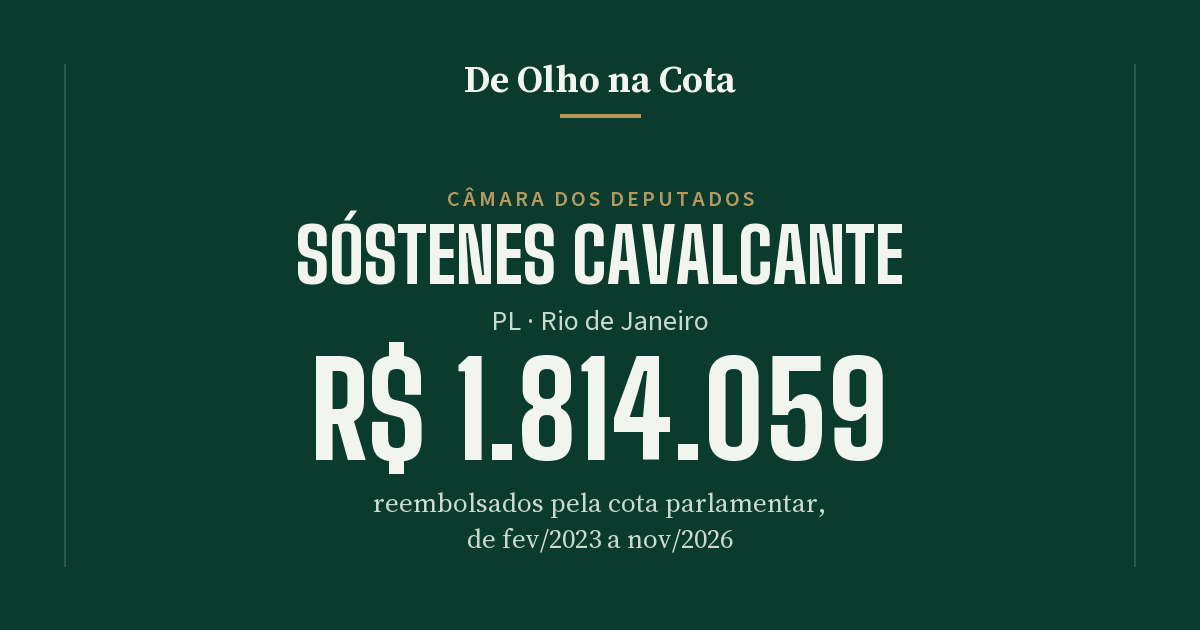 De Olho na Cota
CÂMARA DOS DEPUTADOS
SÓSTENES CAVALCANTE
PL · Rio de Janeiro
R$ 1.814.059
reembolsados pela cota parlamentar,
de fev/2023 a nov/2026